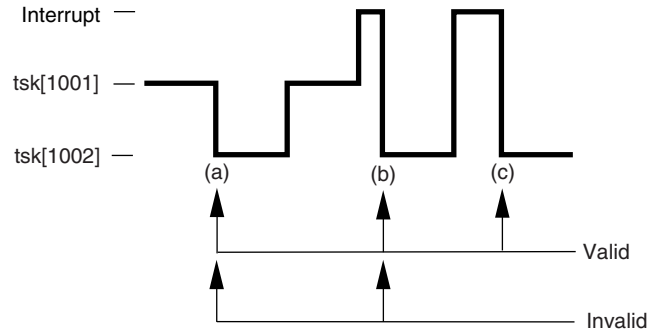 Interrupt
tsk[1001]
tsk[1002]
(a) (b) (c)
Valid
Invalid